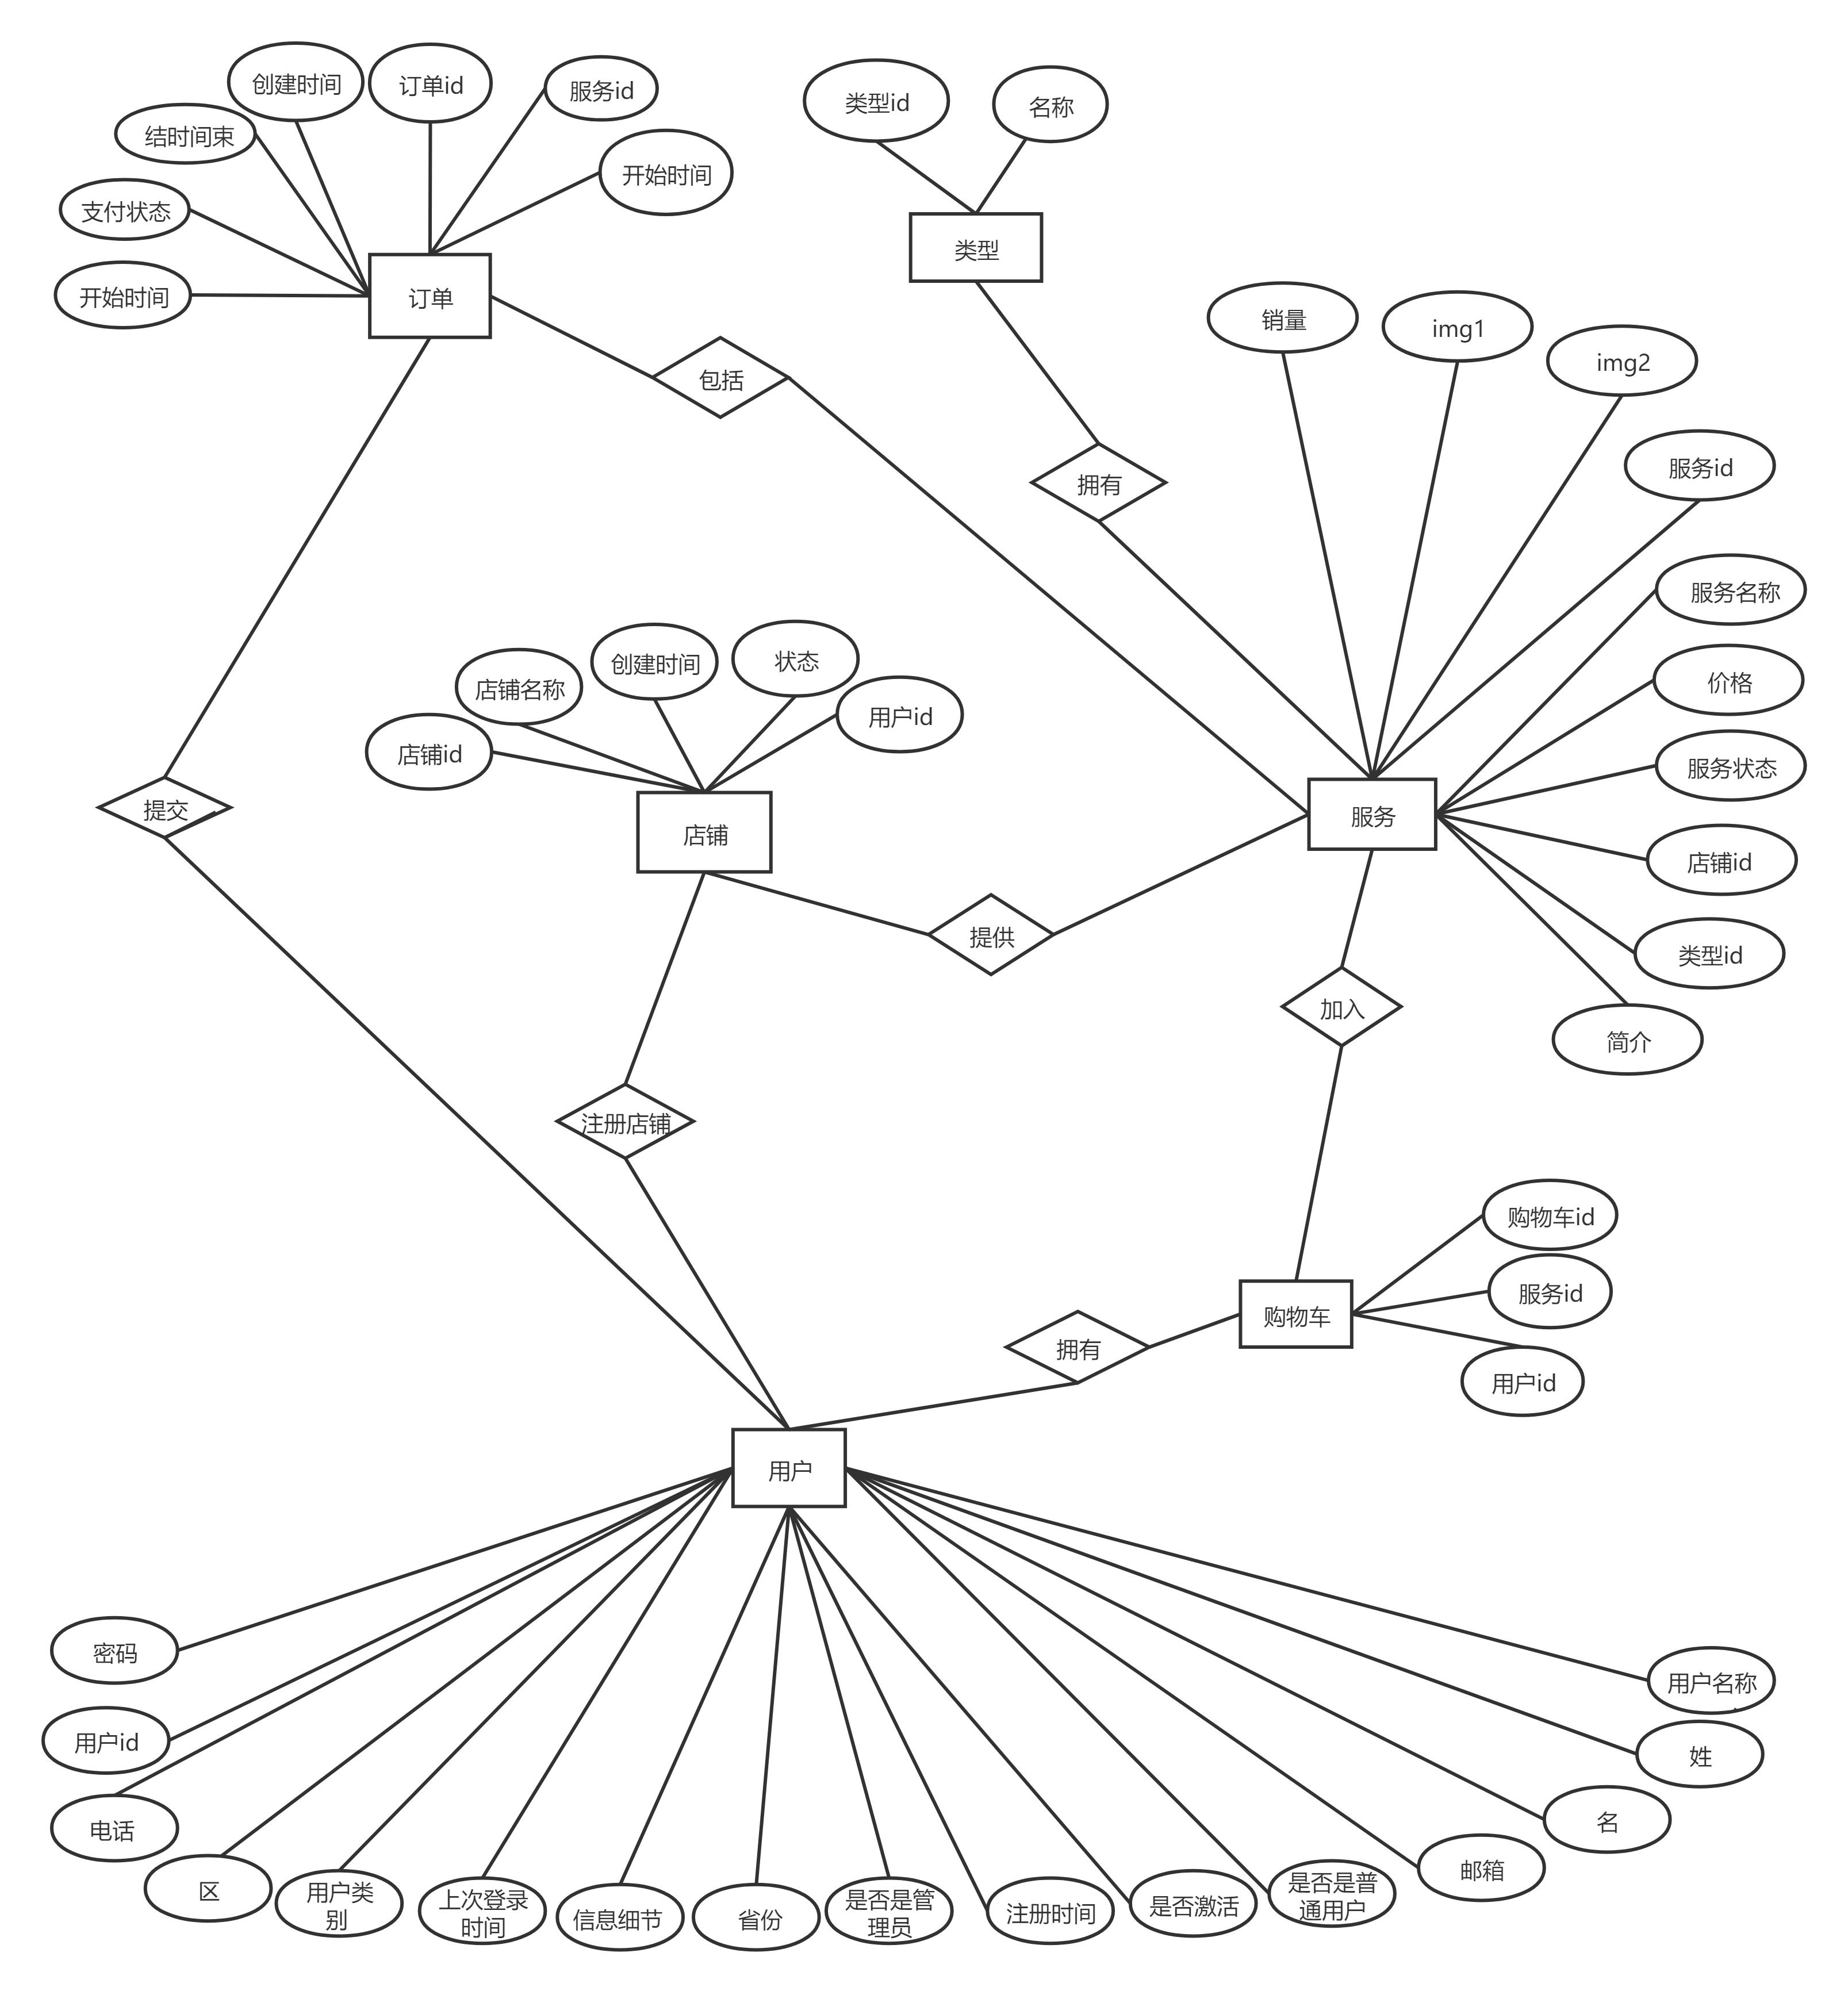 创建时间
订单id
服务id
类型id
名称
结时间束
开始时间
支付状态
类型
开始时间
订单
销量
img1
img2
包括
服务id
拥有
服务名称
店铺名称
创建时间
状态
用户id
价格
店铺id
服务状态
提交
店铺
服务
店铺id
提供
类型id
加入
简介
注册店铺
购物车id
服务id
购物车
拥有
用户id
用户
密码
用户名称
用户id
姓
电话
名
区
用户类
别
上次登录
时间
信息细节
省份
是否是管
理员
注册时间
是否激活
是否是普
通用户
邮箱